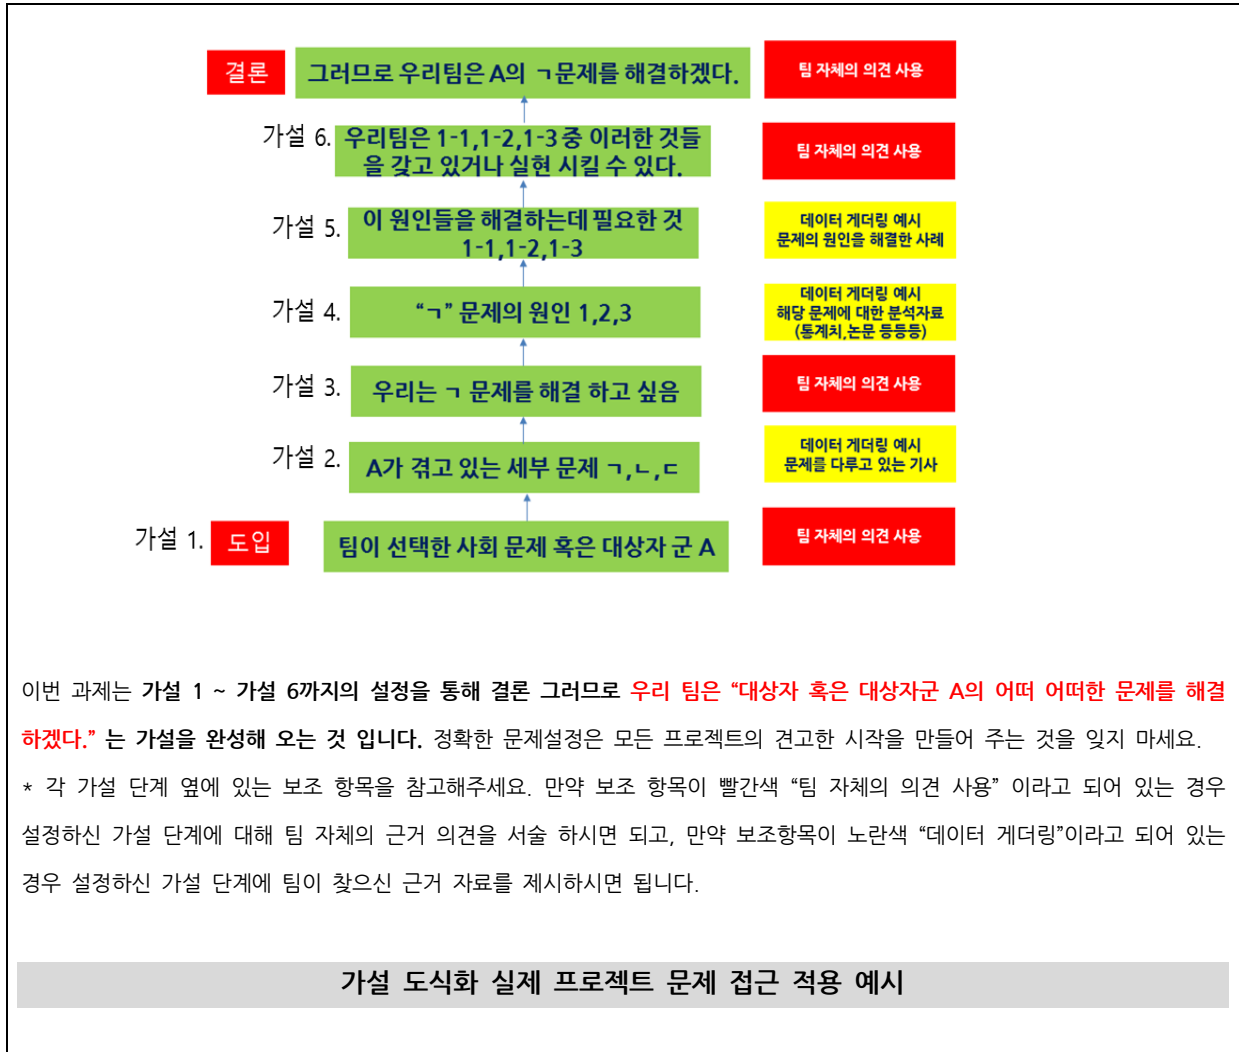 결론
그러므로 우리팀은 A의 ㄱ문제를 해결하겠다.
팀 자체의 의견 사용
가설 6.
우리팀은 1-1,1-2,1-3 중 이러한 것들
을 갖고 있거나 실현 시킬 수 있다.
팀 자체의 의견 사용
가설 5.
이 원인들을 해결하는데 필요한 것
1-1,1-2,1-3
데이터 게더링 예시
문제의 원인을 해결한 사례
가설 4.
“ㄱ” 문제의 원인 1,2,3
데이터 게더링 예시
해당 문제에 대한 분석자료
(통계치,논문 등등등)
가설 3.
우리는 ㄱ 문제를 해결 하고 싶음
팀 자체의 의견 사용
가설 2.
A가 겪고 있는 세부 문제 ㄱ,ㄴ,ㄷ
데이터 게더링 예시
문제를 다루고 있는 기사
가설 1.
도입
팀이 선택한 사회 문제 혹은 대상자 군 A
팀 자체의 의견 사용
이번 과제는 가설 1 ~ 가설 6까지의 설정을 통해 결론 그러므로 우리 팀은 “대상자 혹은 대상자군 A의 어떠 어떠한 문제를 해결
하겠다.” 는 가설을 완성해 오는 것 입니다. 정확한 문제설정은 모든 프로젝트의 견고한 시작을 만들어 주는 것을 잊지 마세요.
* 각 가설 단계 옆에 있는 보조 항목을 참고해주세요. 만약 보조 항목이 빨간색 “팀 자체의 의견 사용” 이라고 되어 있는 경우
설정하신 가설 단계에 대해 팀 자체의 근거 의견을 서술 하시면 되고, 만약 보조항목이 노란색 “데이터 게더링”이라고 되어 있는
경우 설정하신 가설 단계에 팀이 찾으신 근거 자료를 제시하시면 됩니다.
가설 도식화 실제 프로젝트 문제 접근 적용 예시